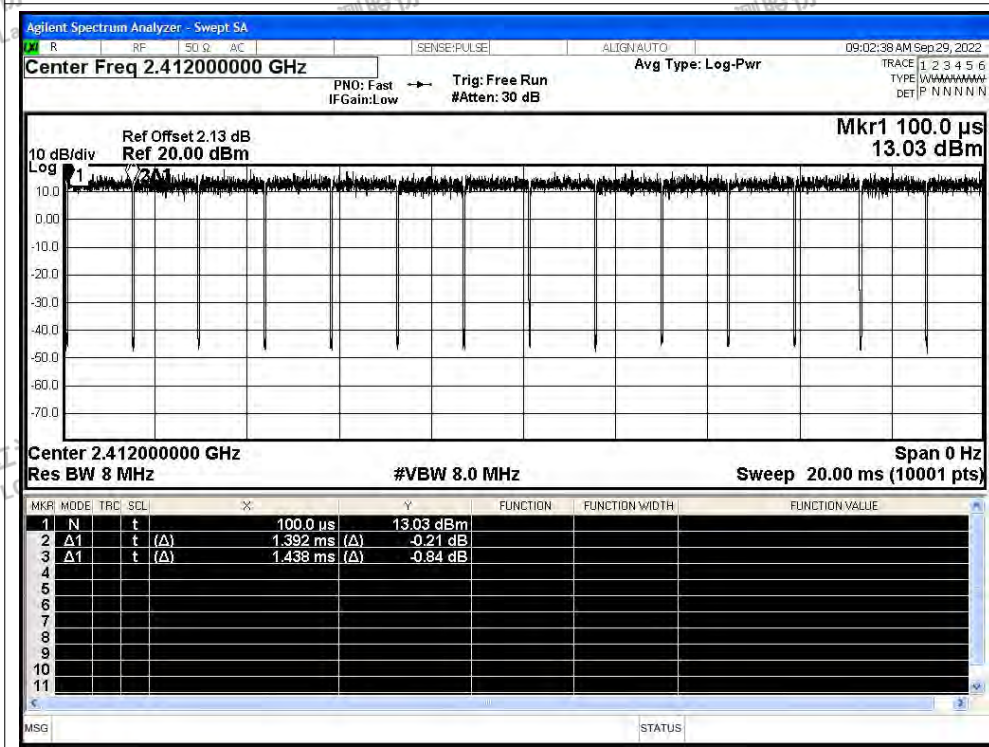 Agilent Spectrum Analyzer - Swept SA
R RF 50 Ω AC SENSE:PULSE ALIGN AUTO 09:02:38 AM Sep 29, 2022
Center Freq 2.412000000 GHz Avg Type: Log-Pwr TRACE 1 2 3 4 5 6
PNO: Fast Trig: Free Run TYPE WWWWWW
IFGain:Low #Atten: 30 dB DET P N N N N N
Ref Offset 2.13 dB Mkr1 100.0 µs
10 dB/div Ref 20.00 dBm 13.03 dBm
Log
1 3Δ1
10.0
0.00
-10.0
-20.0
-30.0
-40.0
-50.0
-60.0
-70.0
Center 2.412000000 GHz Span 0 Hz
Res BW 8 MHz #VBW 8.0 MHz Sweep 20.00 ms (10001 pts)
MKR MODE TRC SCL X Y FUNCTION FUNCTION WIDTH FUNCTION VALUE
1 N t 100.0 µs 13.03 dBm
2 Δ1 t (Δ) 1.392 ms (Δ) -0.21 dB
3 Δ1 t (Δ) 1.438 ms (Δ) -0.84 dB
4
5
6
7
8
9
10
11
MSG STATUS